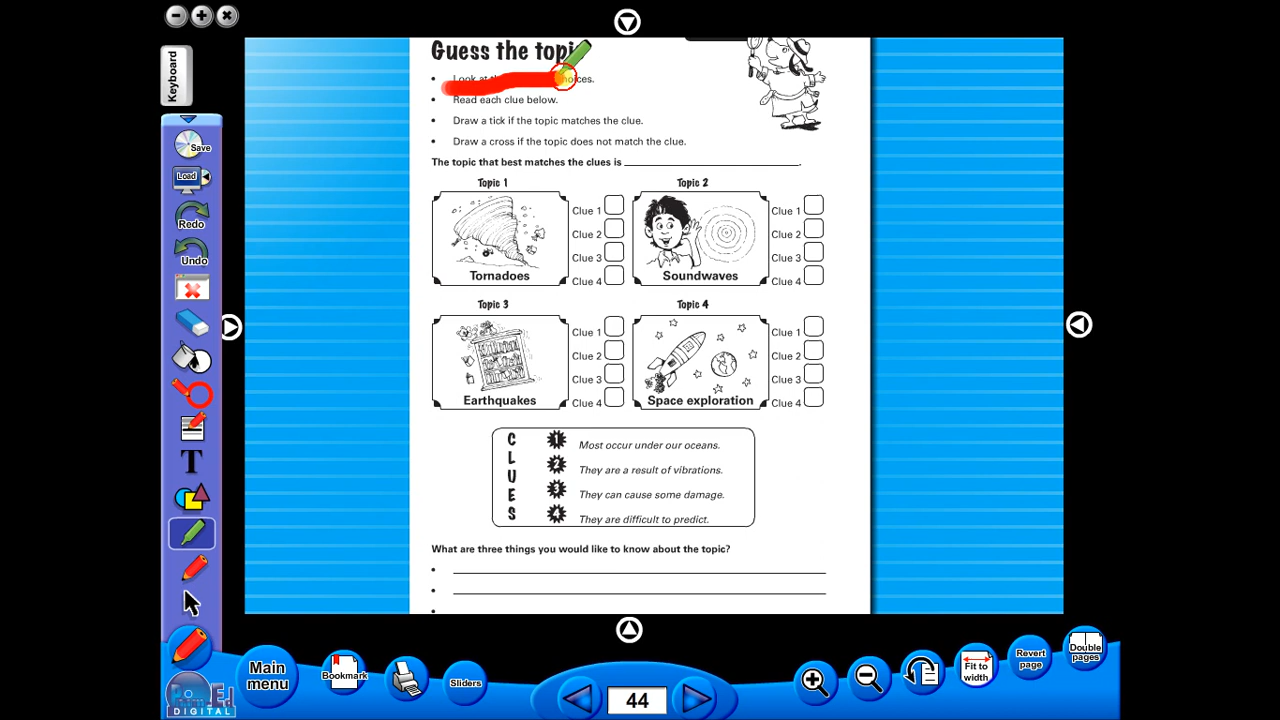 Keyboard
Save
Load
Redo
Undo
T
Guess the topic
• Look at choices.
• Read each clue below.
• Draw a tick if the topic matches the clue.
• Draw a cross if the topic does not match the clue.
The topic that best matches the clues is ______.
Topic 1
Tornadoes
Clue 1
Clue 2
Clue 3
Clue 4
Topic 2
Soundwaves
Clue 1
Clue 2
Clue 3
Clue 4
Topic 3
Earthquakes
Clue 1
Clue 2
Clue 3
Clue 4
Topic 4
Space exploration
Clue 1
Clue 2
Clue 3
Clue 4
CLUES
1 Most occur under our oceans.
2 They are a result of vibrations.
3 They can cause some damage.
4 They are difficult to predict.
What are three things you would like to know about the topic?
DIGITAL
Main
menu
Bookmark
Sliders
44
Fit to
width
Revert
page
Double
pages